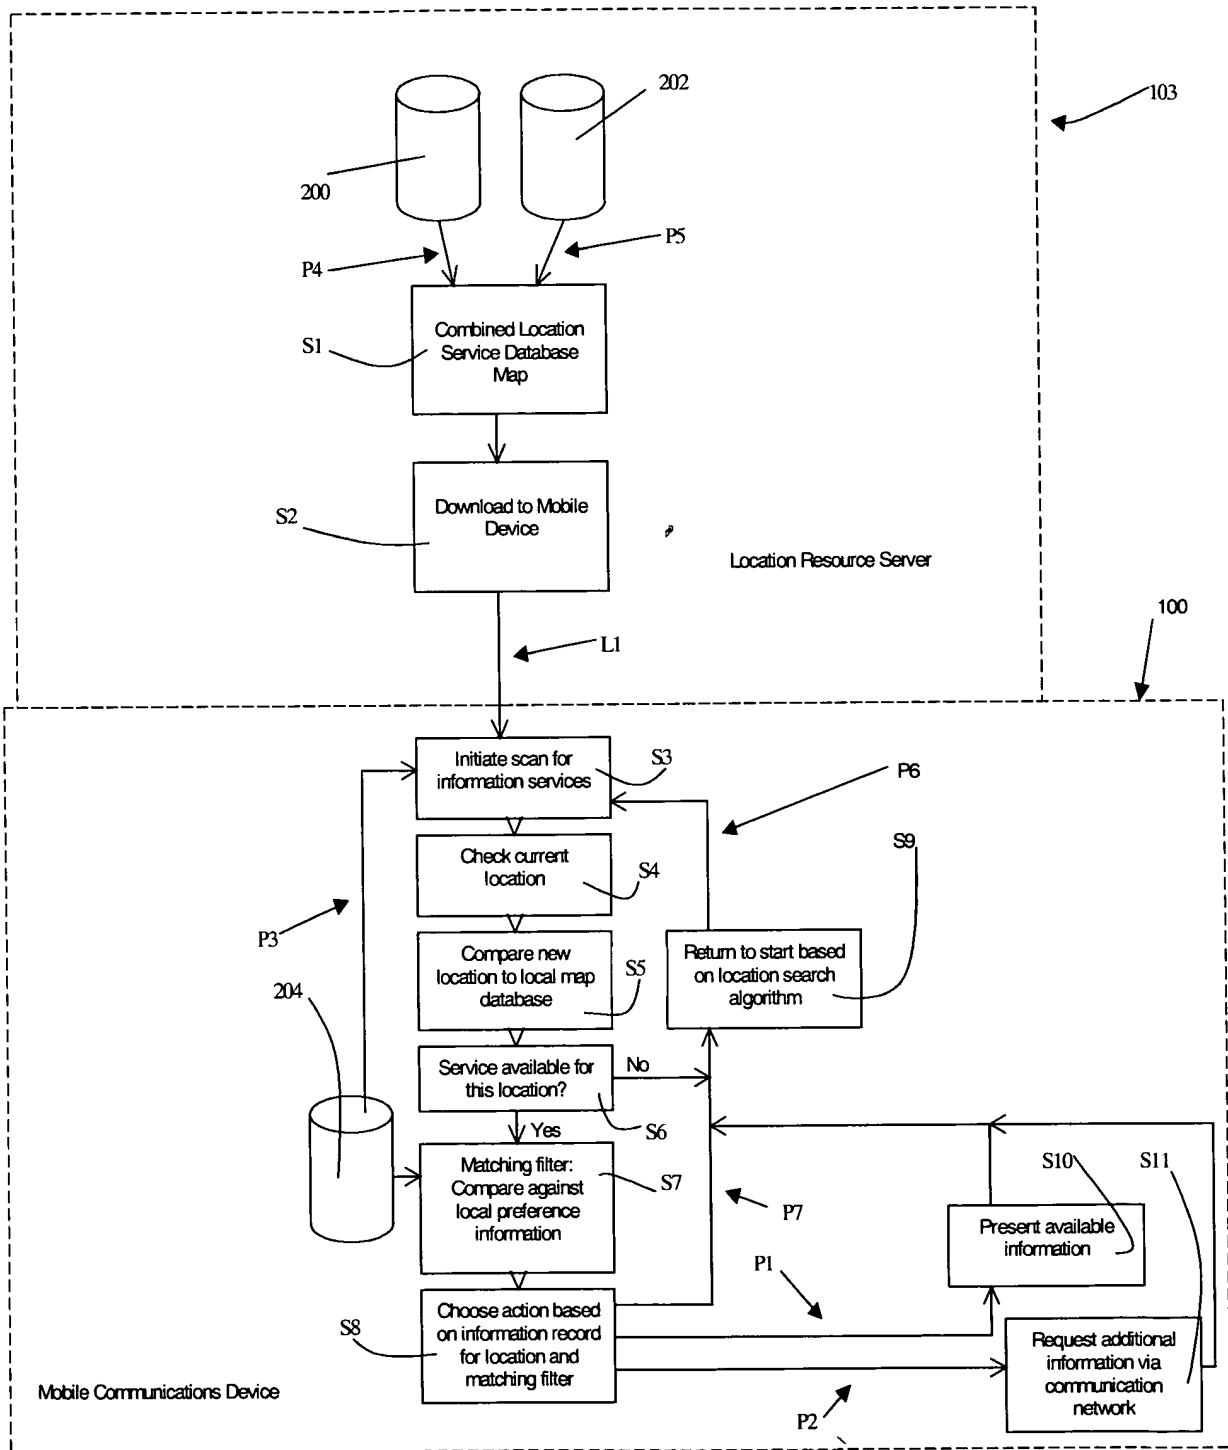 202
103
200
P5
P4
Combined Location
Service Database
Map
S1
Download to Mobile
Device
S2
Location Resource Server
100
L1
Initiate scan for
information services
S3
P6
Check current
location
S4
S9
P3
Compare new
location to local map
database
S5
Return to start based
on location search
algorithm
204
Service available for
this location?
No
S6
Yes
S10
S11
Matching filter:
Compare against
local preference
information
S7
P7
Present available
information
P1
S8
Choose action based
on information record
for location and
matching filter
Request additional
information via
communication
network
Mobile Communications Device
P2